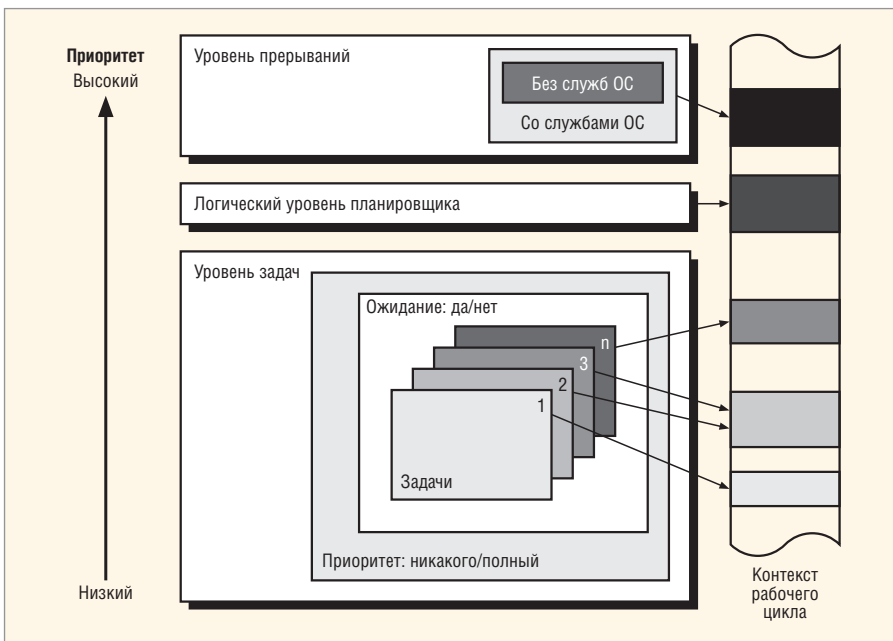 Приоритет
Высокий
Низкий
Уровень прерываний
Без служб ОС
Со службами ОС
Логический уровень планировщика
Уровень задач
Ожидание: да/нет
n
3
2
1
Задачи
Приоритет: никакого/полный
Контекст
рабочего
цикла